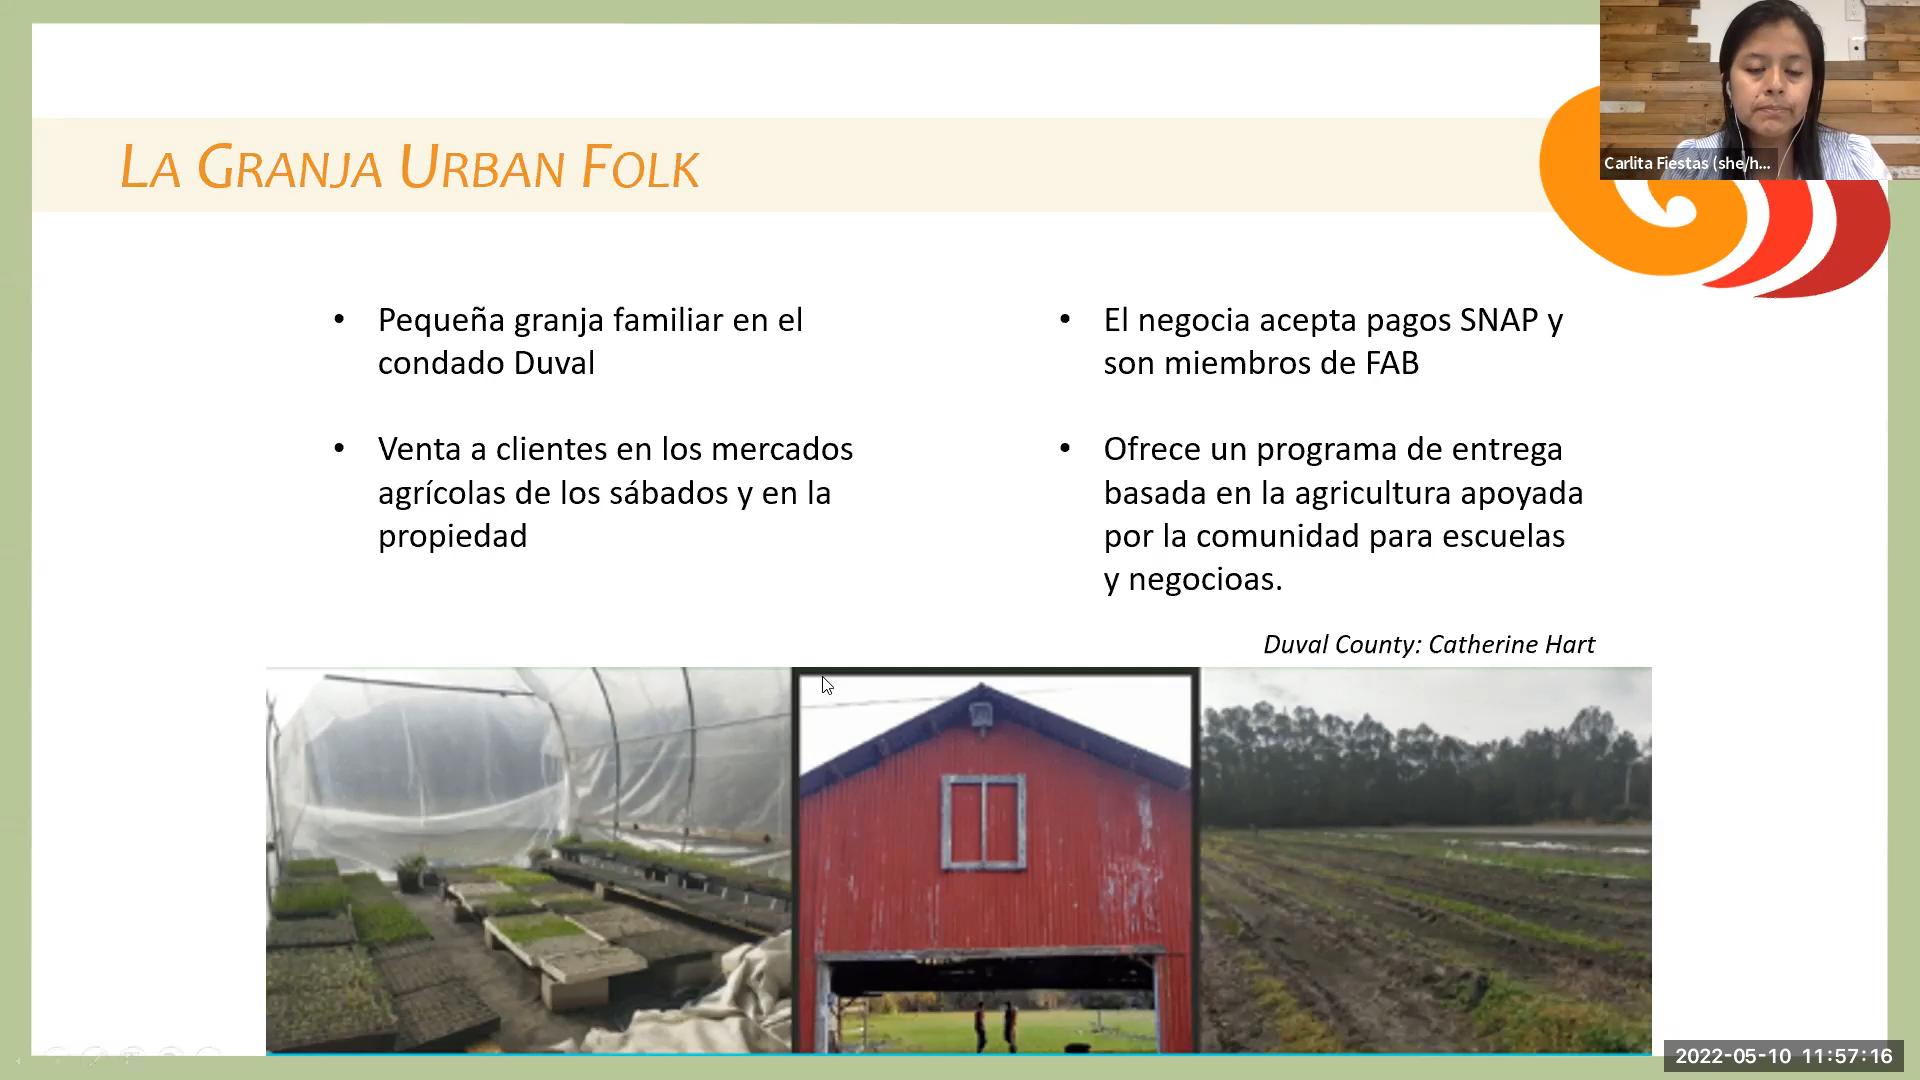 LA GRANJA URBAN FOLK
Carlita Fiestas (she/h...
• Pequeña granja familiar en el
condado Duval
• Venta a clientes en los mercados
agrícolas de los sábados y en la
propiedad
• El negocia acepta pagos SNAP y
son miembros de FAB
• Ofrece un programa de entrega
basada en la agricultura apoyada
por la comunidad para escuelas
y negocioas.
Duval County: Catherine Hart
2022-05-10 11:57:16